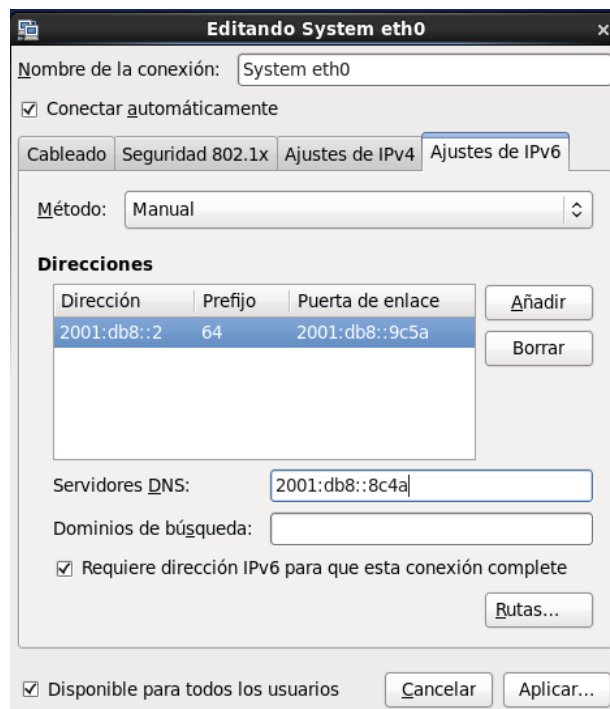 Editando System eth0
Nombre de la conexión: System eth0
Conectar automáticamente
Cableado Seguridad 802.1x Ajustes de IPv4 Ajustes de IPv6
Método: Manual
Direcciones
Dirección Prefijo Puerta de enlace Añadir
2001:db8::2 64 2001:db8::9c5a
Borrar
Servidores DNS: 2001:db8::8c4a
Dominios de búsqueda:
Requiere dirección IPv6 para que esta conexión complete
Rutas...
Disponible para todos los usuarios Cancelar Aplicar...